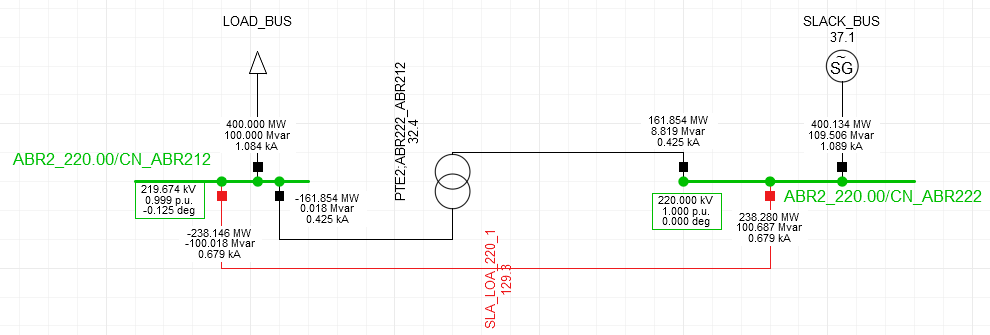 LOAD_BUS
SLACK_BUS
37.1
~
SG
PTE2;ABR222_ABR212
32.4
400.000 MW
100.000 Mvar
1.084 kA
161.854 MW
8.819 Mvar
0.425 kA
400.134 MW
109.506 Mvar
1.089 kA
ABR2_220.00/CN_ABR212
219.674 kV
0.999 p.u.
-0.125 deg
-161.854 MW
0.018 Mvar
0.425 kA
220.000 kV
1.000 p.u.
0.000 deg
ABR2_220.00/CN_ABR222
238.280 MW
100.687 Mvar
0.679 kA
-238.146 MW
-100.018 Mvar
0.679 kA
SLA_LOA_220_1
129.3